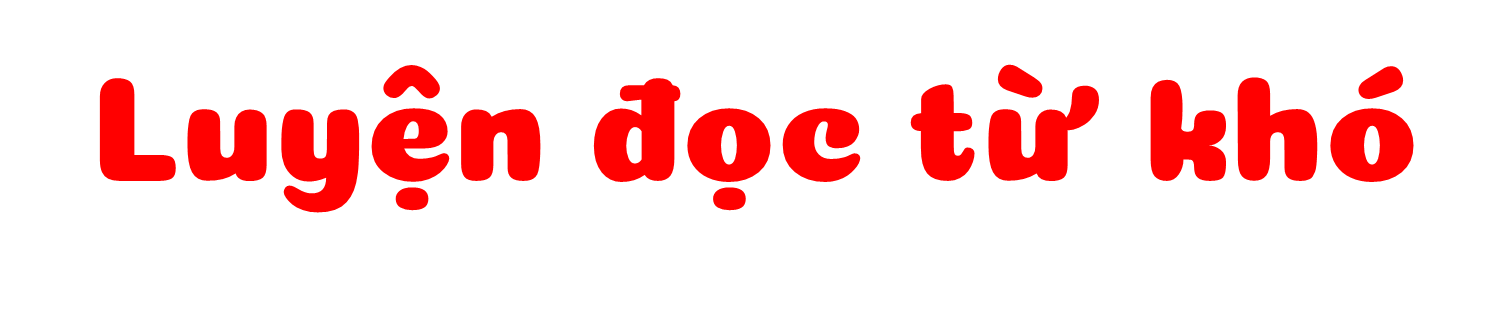 Luyện đọc từ khó